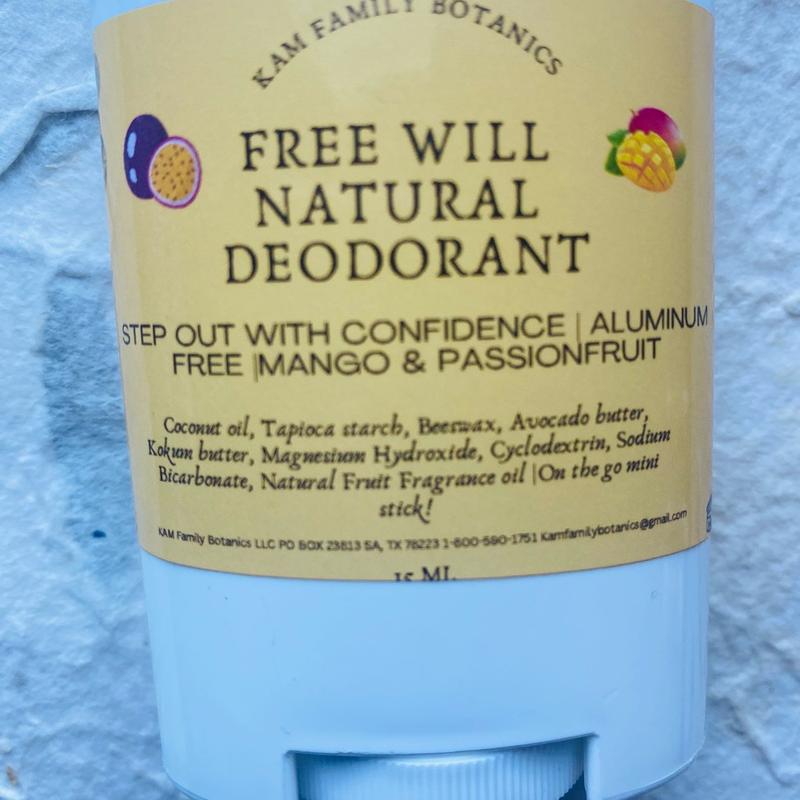 KAM FAMILY BOTANICS
FREE WILL
NATURAL
DEODORANT
STEP OUT WITH CONFIDENCE | ALUMINUM
FREE |MANGO & PASSIONFRUIT
Coconut oil, Tapioca starch, Beeswax, Avocado butter,
Kokum butter, Magnesium Hydroxide, Cyclodextrin, Sodium
Bicarbonate, Natural Fruit Fragrance oil |On the go mini
stick!
KAM Family Botanics LLC PO BOX 23813 SA, TX 78223 1-800-590-1751 Kamfamilybotanics@gmail.com
15 ML